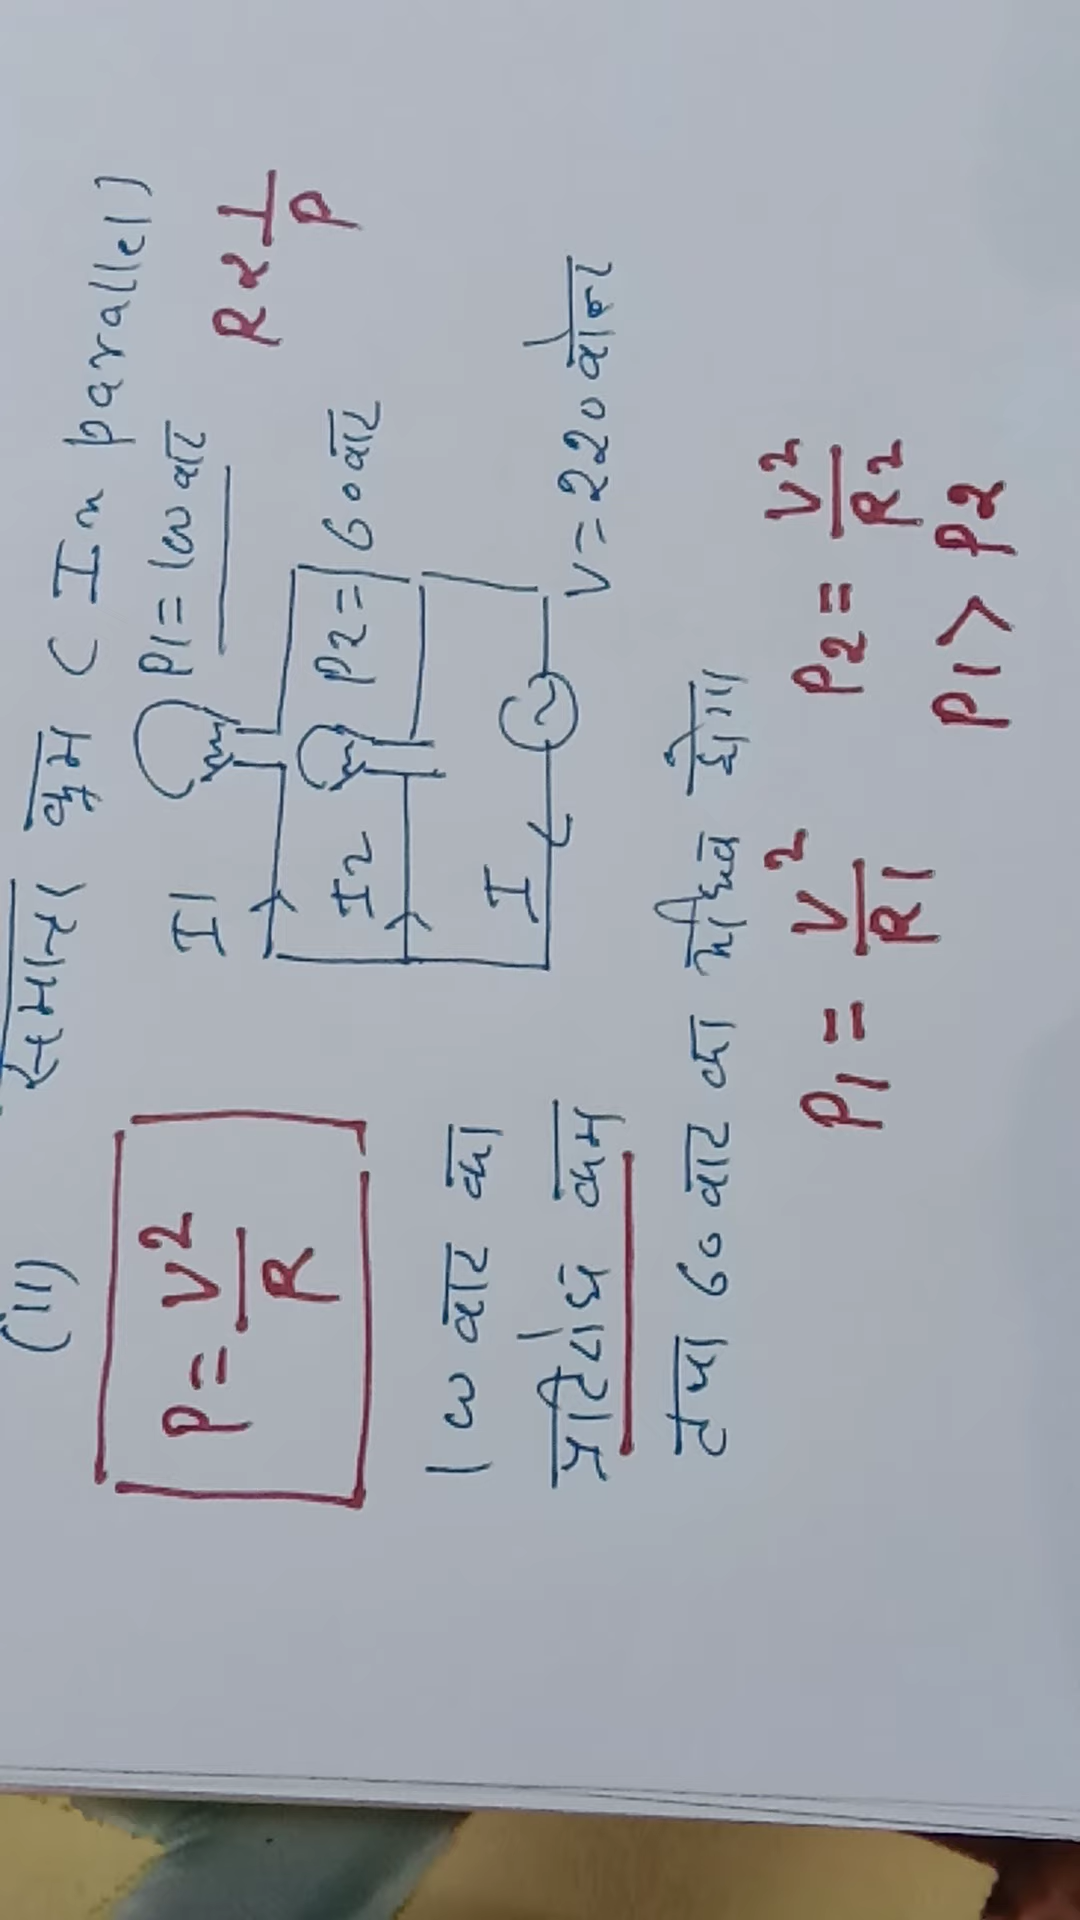 (ii) समान्तर क्रम में (In parallel)
P = V²/R
I1
P1 = 100 वाट
R ∝ 1/P
I2
P2 = 60 वाट
I
V = 220 वोल्ट
100 वाट का
प्रतिरोध कम
तथा 60 वाट का अधिक होगा
P1 = V²/R1
P2 = V²/R2
P1 > P2